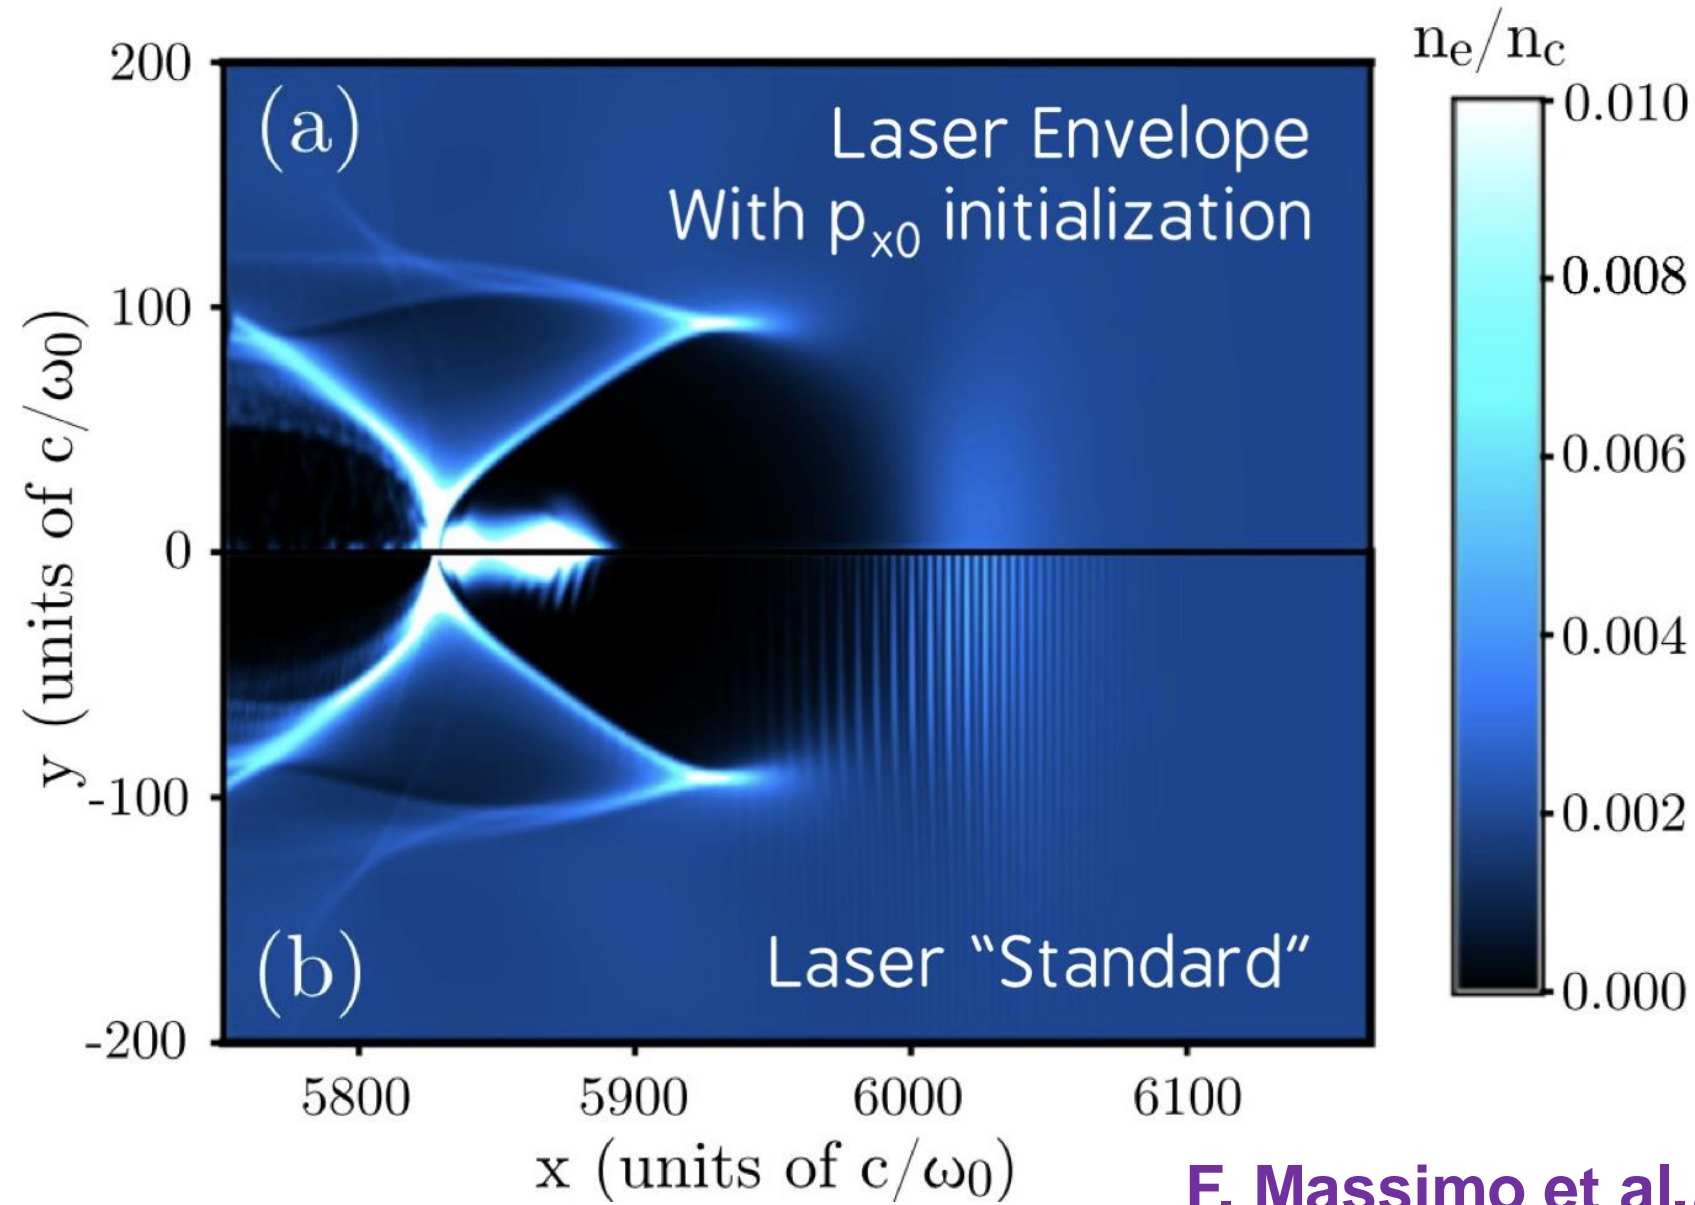 nₑ/n_c
200
100
0
-100
-200
y (units of c/ω₀)
(a)
Laser Envelope
With pₓ₀ initialization
(b)
Laser “Standard”
0.010
0.008
0.006
0.004
0.002
0.000
5800 5900 6000 6100
x (units of c/ω₀)
F. Massimo et al.,